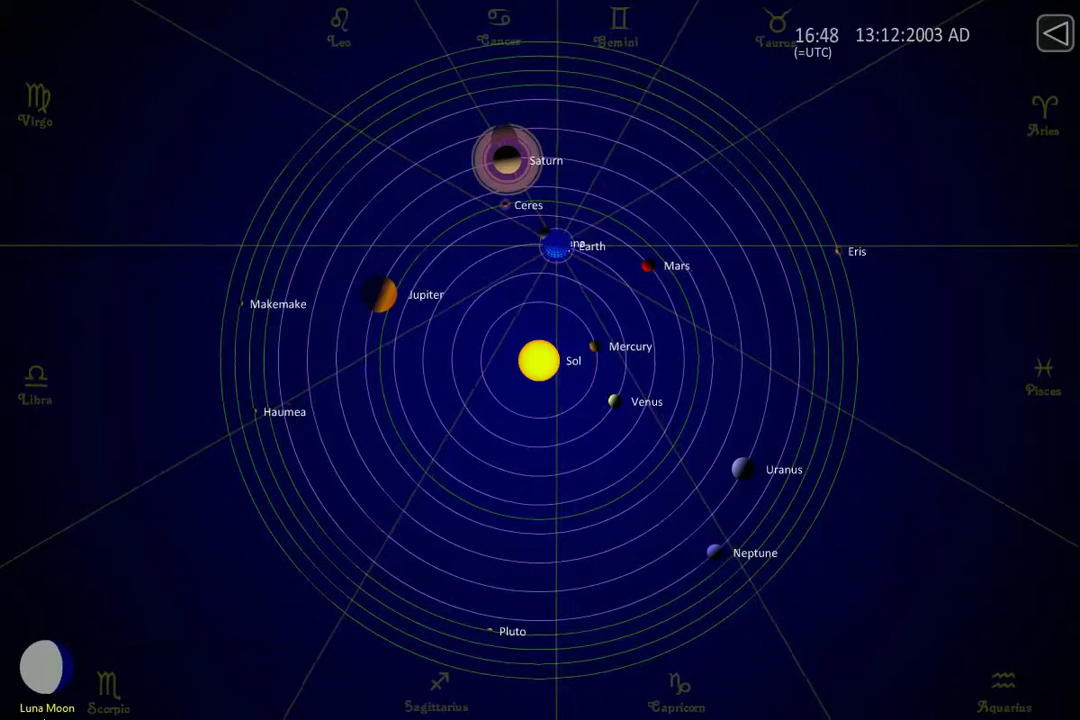 Leo
Cancer
Gemini
Taurus
16:48
13:12:2003 AD
(=UTC)
Virgo
Aries
Saturn
Ceres
Earth
Eris
Mars
Jupiter
Makemake
Mercury
Sol
Pisces
Libra
Venus
Haumea
Uranus
Neptune
Pluto
Luna Moon
Scorpio
Sagittarius
Capricorn
Aquarius